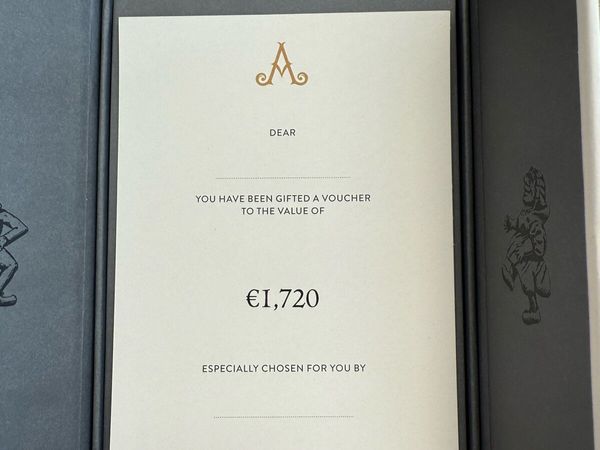 A
DEAR
YOU HAVE BEEN GIFTED A VOUCHER
TO THE VALUE OF
€1,720
ESPECIALLY CHOSEN FOR YOU BY